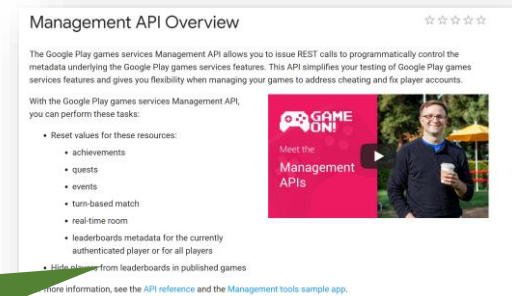 Management API Overview
The Google Play games services Management API allows you to issue REST calls to programmatically control the
metadata underlying the Google Play games services features. This API simplifies your testing of Google Play games
services features and gives you flexibility when managing your games to address cheating and fix player accounts.
With the Google Play games services Management API,
you can perform these tasks:
• Reset values for these resources:
• achievements
• quests
• events
• turn-based match
• real-time room
• leaderboards metadata for the currently
authenticated player or for all players
• Hide players from leaderboards in published games
more information, see the API reference and the Management tools sample app.
GAME
ON!
Meet the
Management
APIs